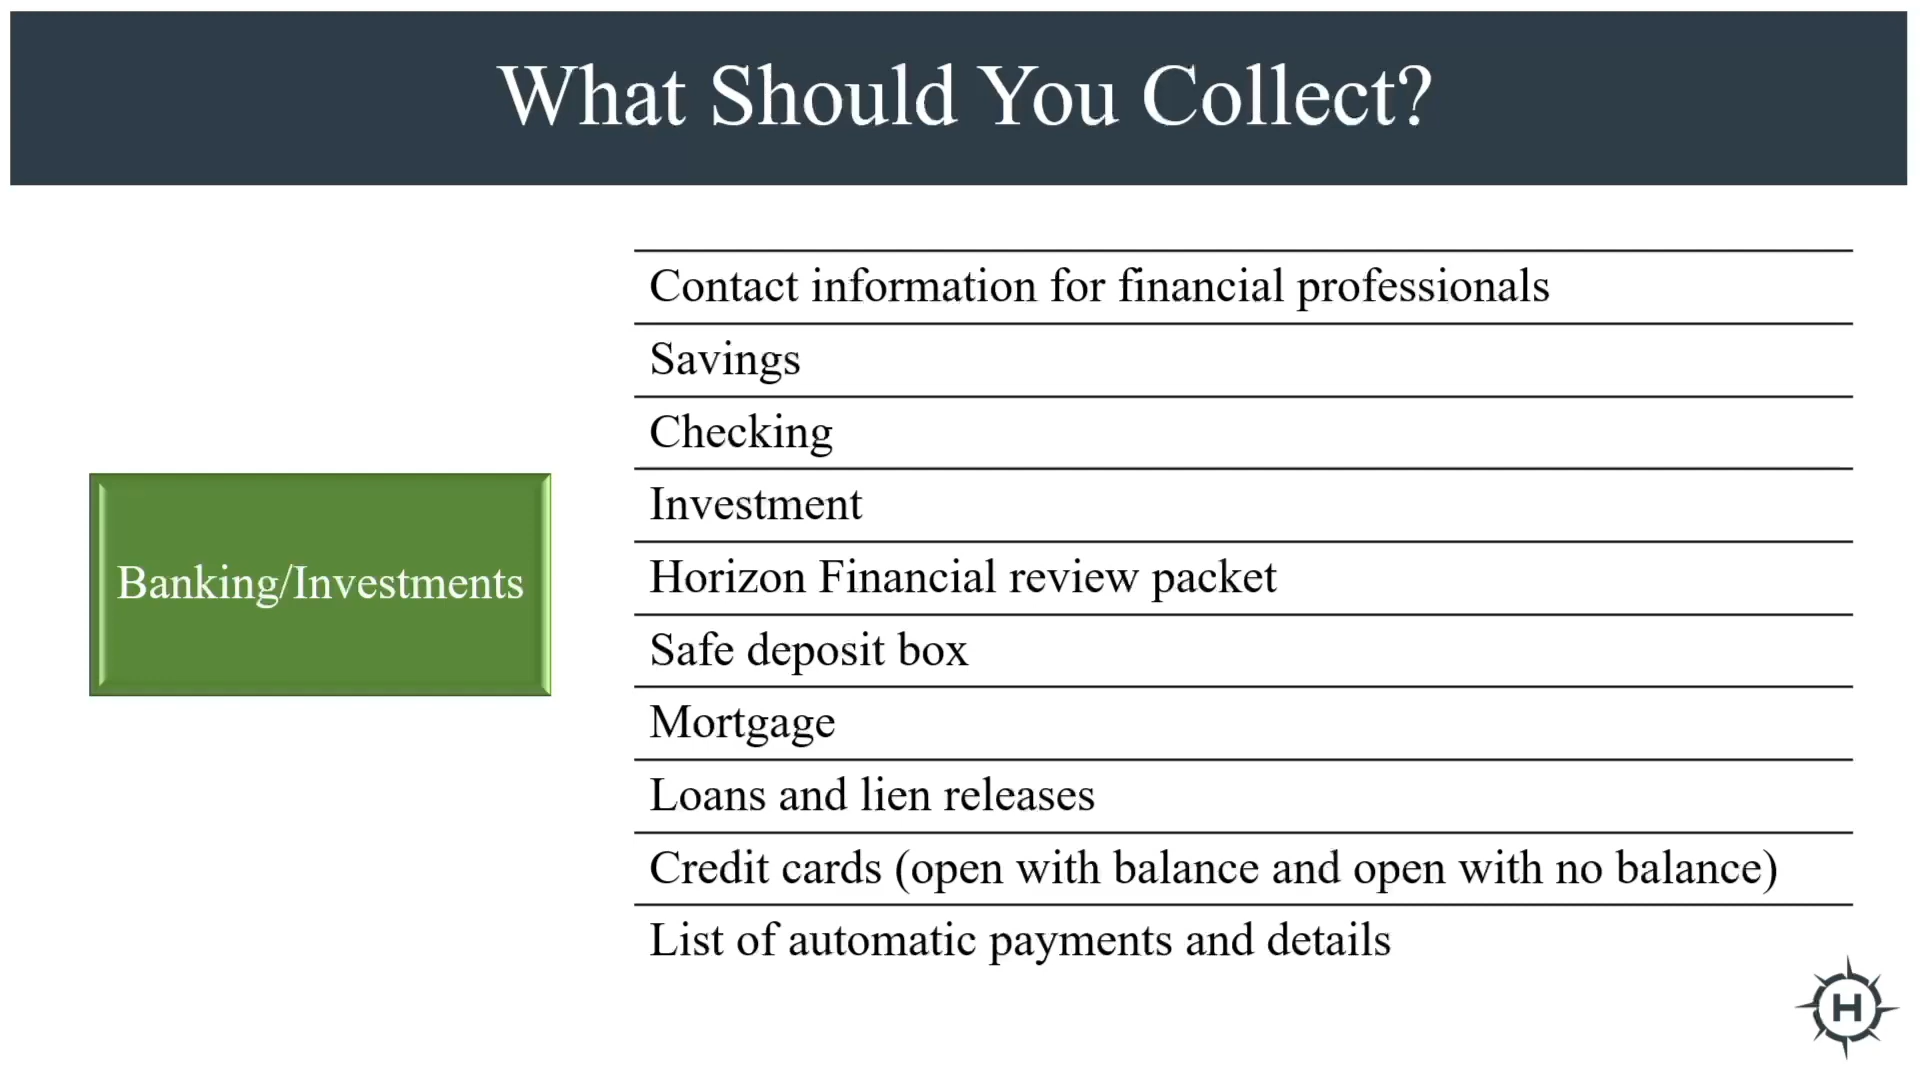 What Should You Collect?
Banking/Investments
Contact information for financial professionals
Savings
Checking
Investment
Horizon Financial review packet
Safe deposit box
Mortgage
Loans and lien releases
Credit cards (open with balance and open with no balance)
List of automatic payments and details
H